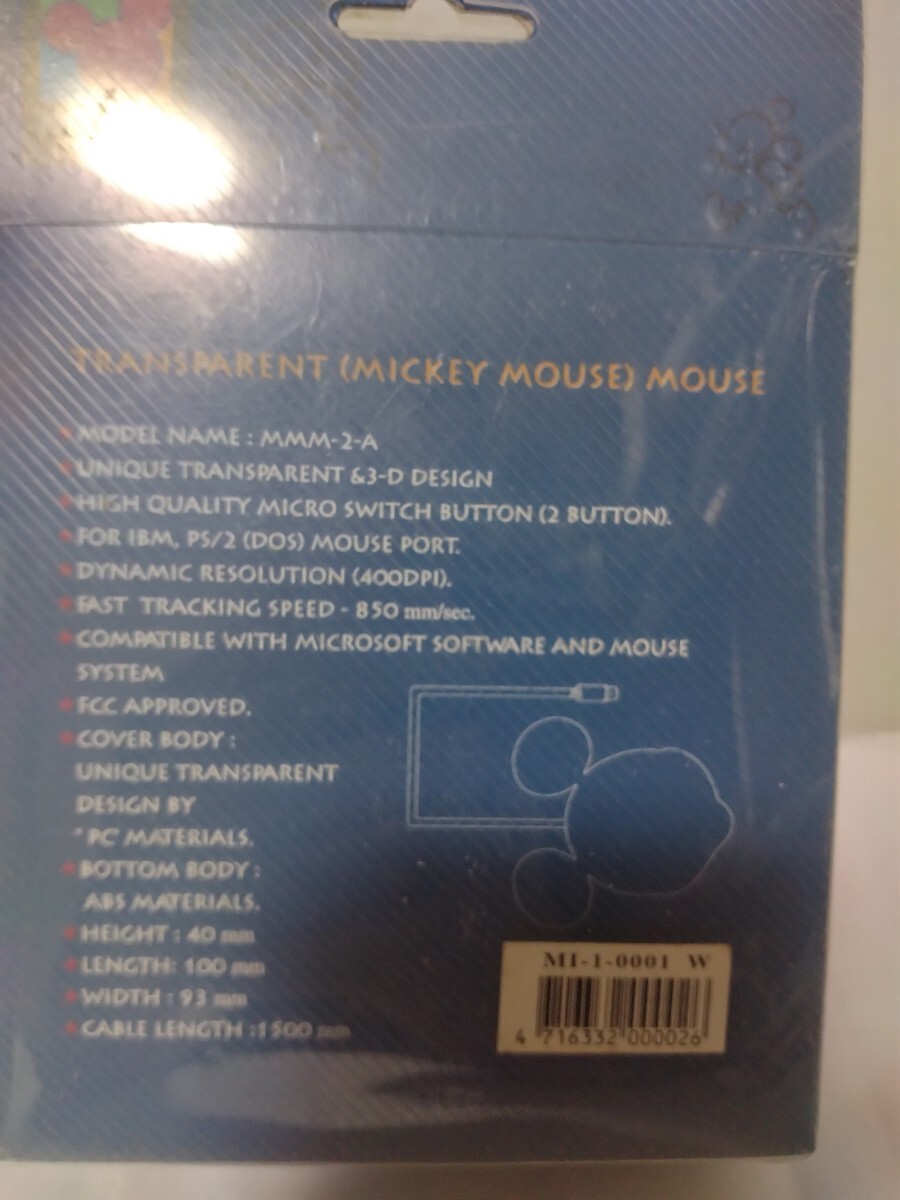 TRANSPARENT (MICKEY MOUSE) MOUSE
MODEL NAME : MMM-2-A
UNIQUE TRANSPARENT &3-D DESIGN
HIGH QUALITY MICRO SWITCH BUTTON (2 BUTTON).
FOR IBM, PS/2 (DOS) MOUSE PORT.
DYNAMIC RESOLUTION (400DPI).
FAST TRACKING SPEED - 850 mm/sec.
COMPATIBLE WITH MICROSOFT SOFTWARE AND MOUSE
SYSTEM
FCC APPROVED.
COVER BODY :
UNIQUE TRANSPARENT
DESIGN BY
" PC" MATERIALS.
BOTTOM BODY :
ABS MATERIALS.
HEIGHT : 40 mm
LENGTH: 100 mm
WIDTH : 93 mm
CABLE LENGTH :1500 mm
MI-1-0001 W
4 716332 000026